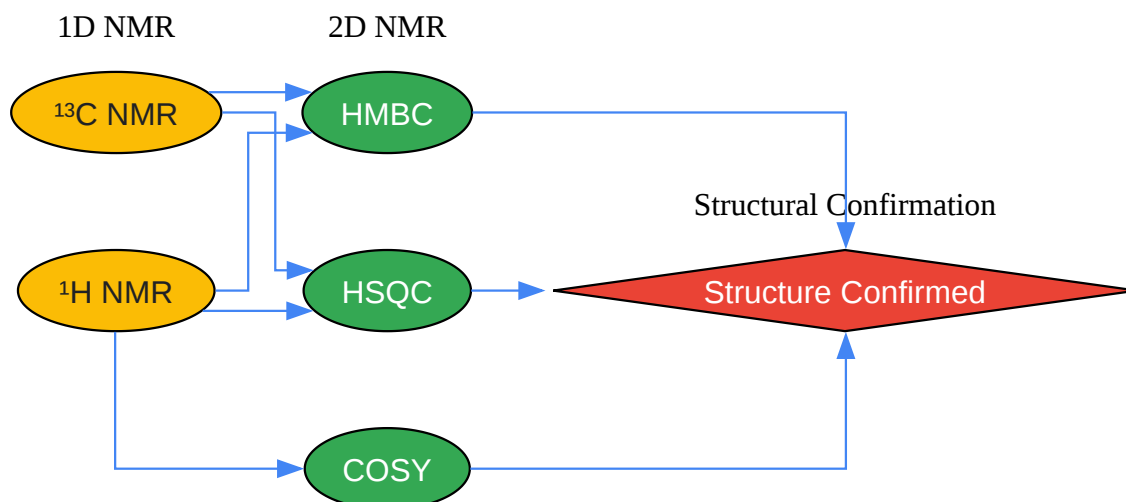 1D NMR
2D NMR
¹³C NMR
HMBC
Structural Confirmation
¹H NMR
HSQC
Structure Confirmed
COSY